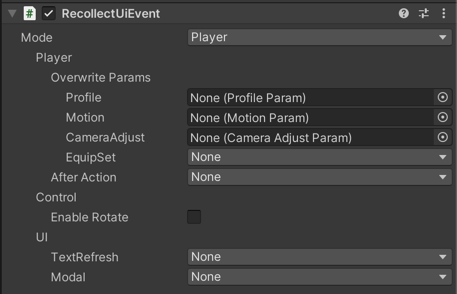 # RecollectUiEvent
Mode Player
Player
Overwrite Params
Profile None (Profile Param)
Motion None (Motion Param)
CameraAdjust None (Camera Adjust Param)
EquipSet None
After Action None
Control
Enable Rotate
UI
TextRefresh None
Modal None